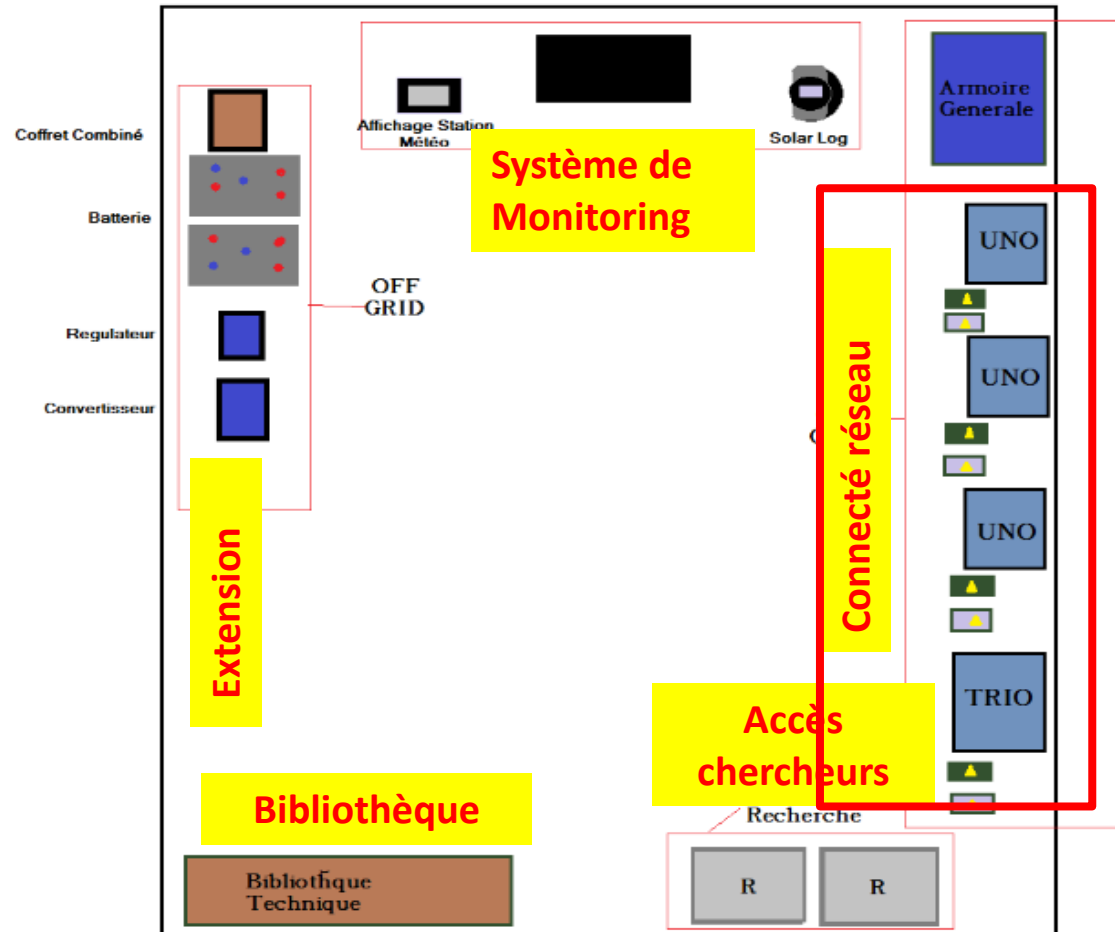 Armoire
Generale
Affichage Station
Météo
Solar Log
Système de
Monitoring
Coffret Combiné
Batterie
OFF
GRID
Regulateur
Convertisseur
Extension
UNO
UNO
UNO
TRIO
Connecté réseau
Accès
chercheurs
Recherche
R
R
Bibliothèque
Bibliothque
Technique